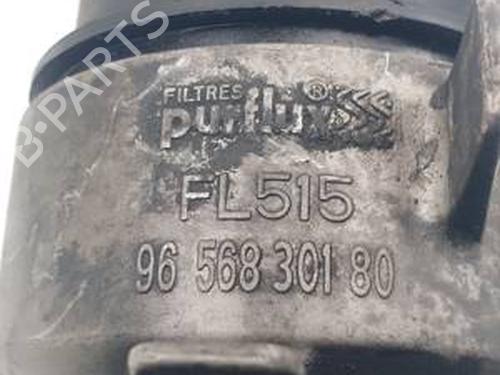 B-PARTS
FILTRES
purflux®
FL515
96 568 301 80